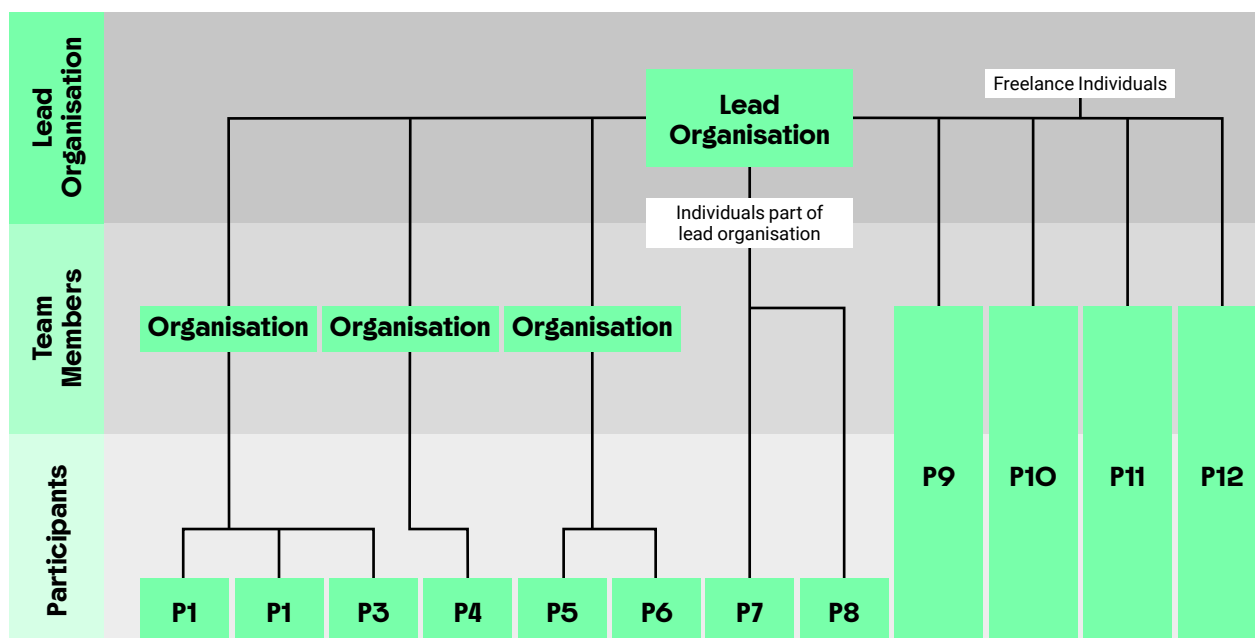 Lead
Organisation
Lead
Organisation
Freelance Individuals
Individuals part of
lead organisation
Team
Members
Organisation
Organisation
Organisation
Participants
P9
P10
P11
P12
P1
P1
P3
P4
P5
P6
P7
P8